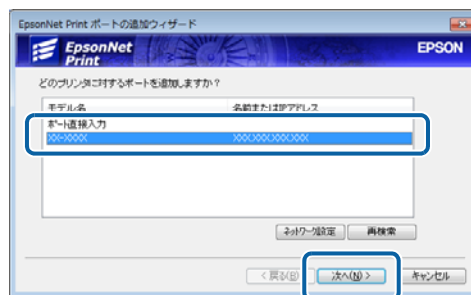 EpsonNet Print ポートの追加ウィザード
EpsonNet
Print
EPSON
どのプリンタに対するポートを追加しますか？
モデル名 名前またはIPアドレス
ポート直接入力
XX-XXXX XXX.XXX.XXX.XXX
ネットワーク設定 再検索
< 戻る(B) 次へ(N) > キャンセル